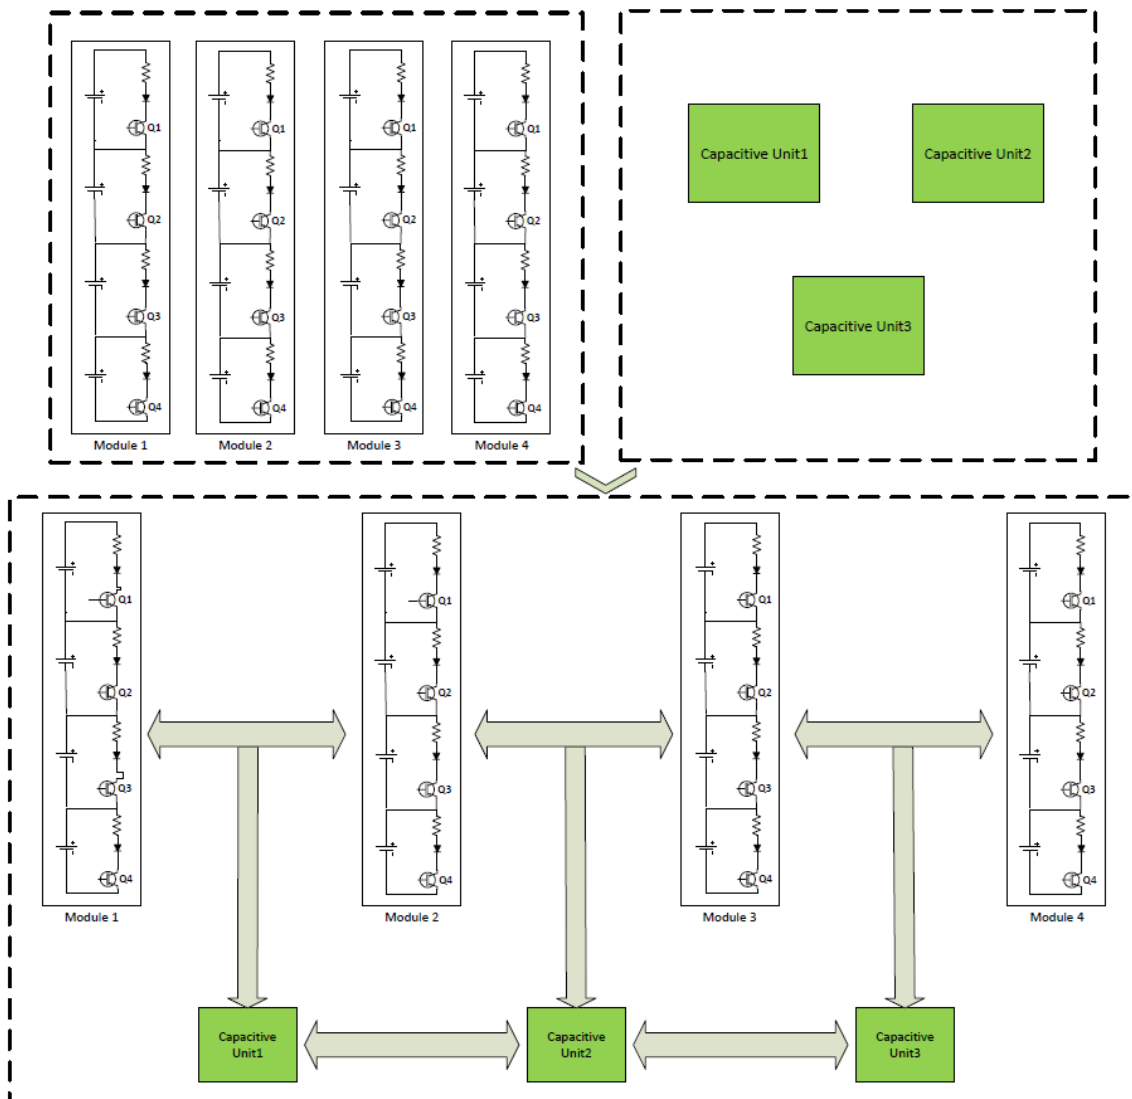 Q1 Q1 Q1 Q1
Q2 Q2 Q2 Q2
Q3 Q3 Q3 Q3
Q4 Q4 Q4 Q4
Module 1 Module 2 Module 3 Module 4
Capacitive Unit1 Capacitive Unit2
Capacitive Unit3
Q1 Q1 Q1 Q1
Q2 Q2 Q2 Q2
Q3 Q3 Q3 Q3
Q4 Q4 Q4 Q4
Module 1 Module 2 Module 3 Module 4
Capacitive
Unit1
Capacitive
Unit2
Capacitive
Unit3